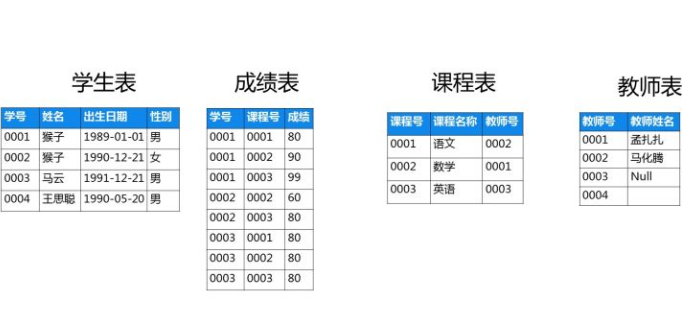 学生表
学号 姓名 出生日期 性别
0001 猴子 1989-01-01 男
0002 猴子 1990-12-21 女
0003 马云 1991-12-21 男
0004 王思聪 1990-05-20 男
成绩表
学号 课程号 成绩
0001 0001 80
0001 0002 90
0001 0003 99
0002 0002 60
0002 0003 80
0003 0001 80
0003 0002 80
0003 0003 80
课程表
课程号 课程名称 教师号
0001 语文 0002
0002 数学 0001
0003 英语 0003
教师表
教师号 教师姓名
0001 孟扎扎
0002 马化腾
0003 Null
0004